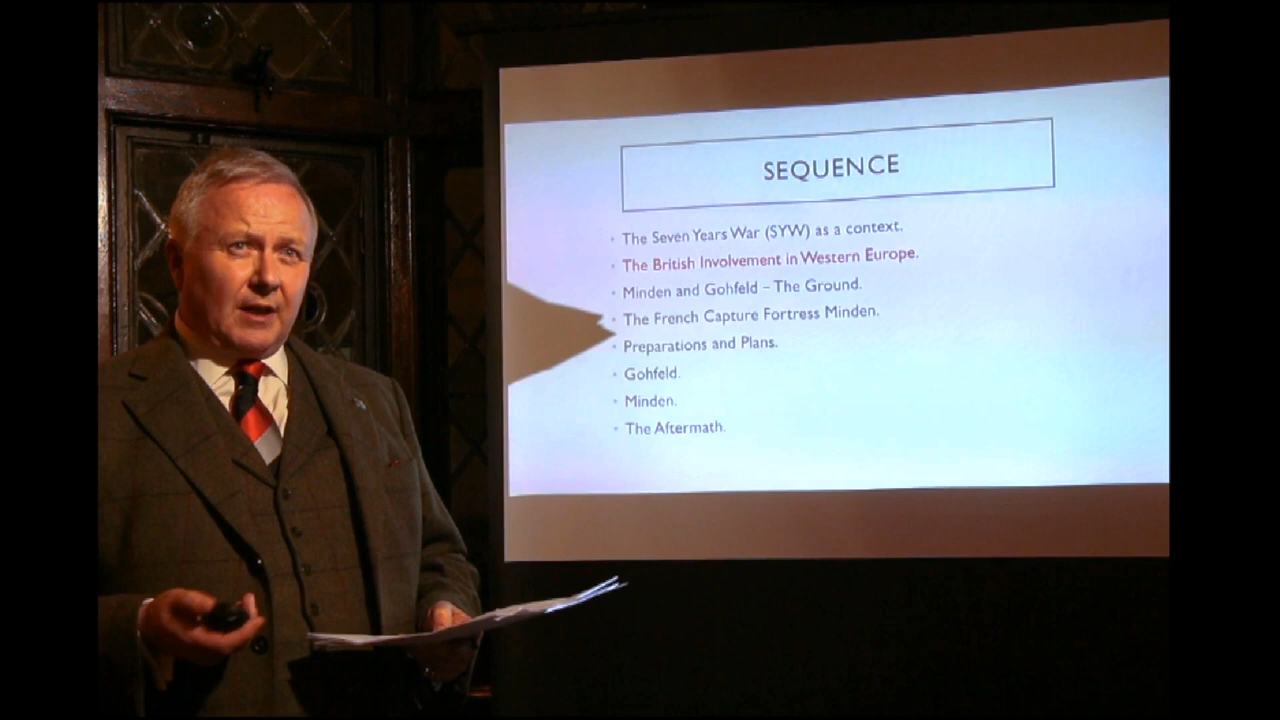 SEQUENCE
The Seven Years War (SYW) as a context.
The British Involvement in Western Europe.
Minden and Gohfeld – The Ground.
The French Capture Fortress Minden.
Preparations and Plans.
Gohfeld.
Minden.
The Aftermath.